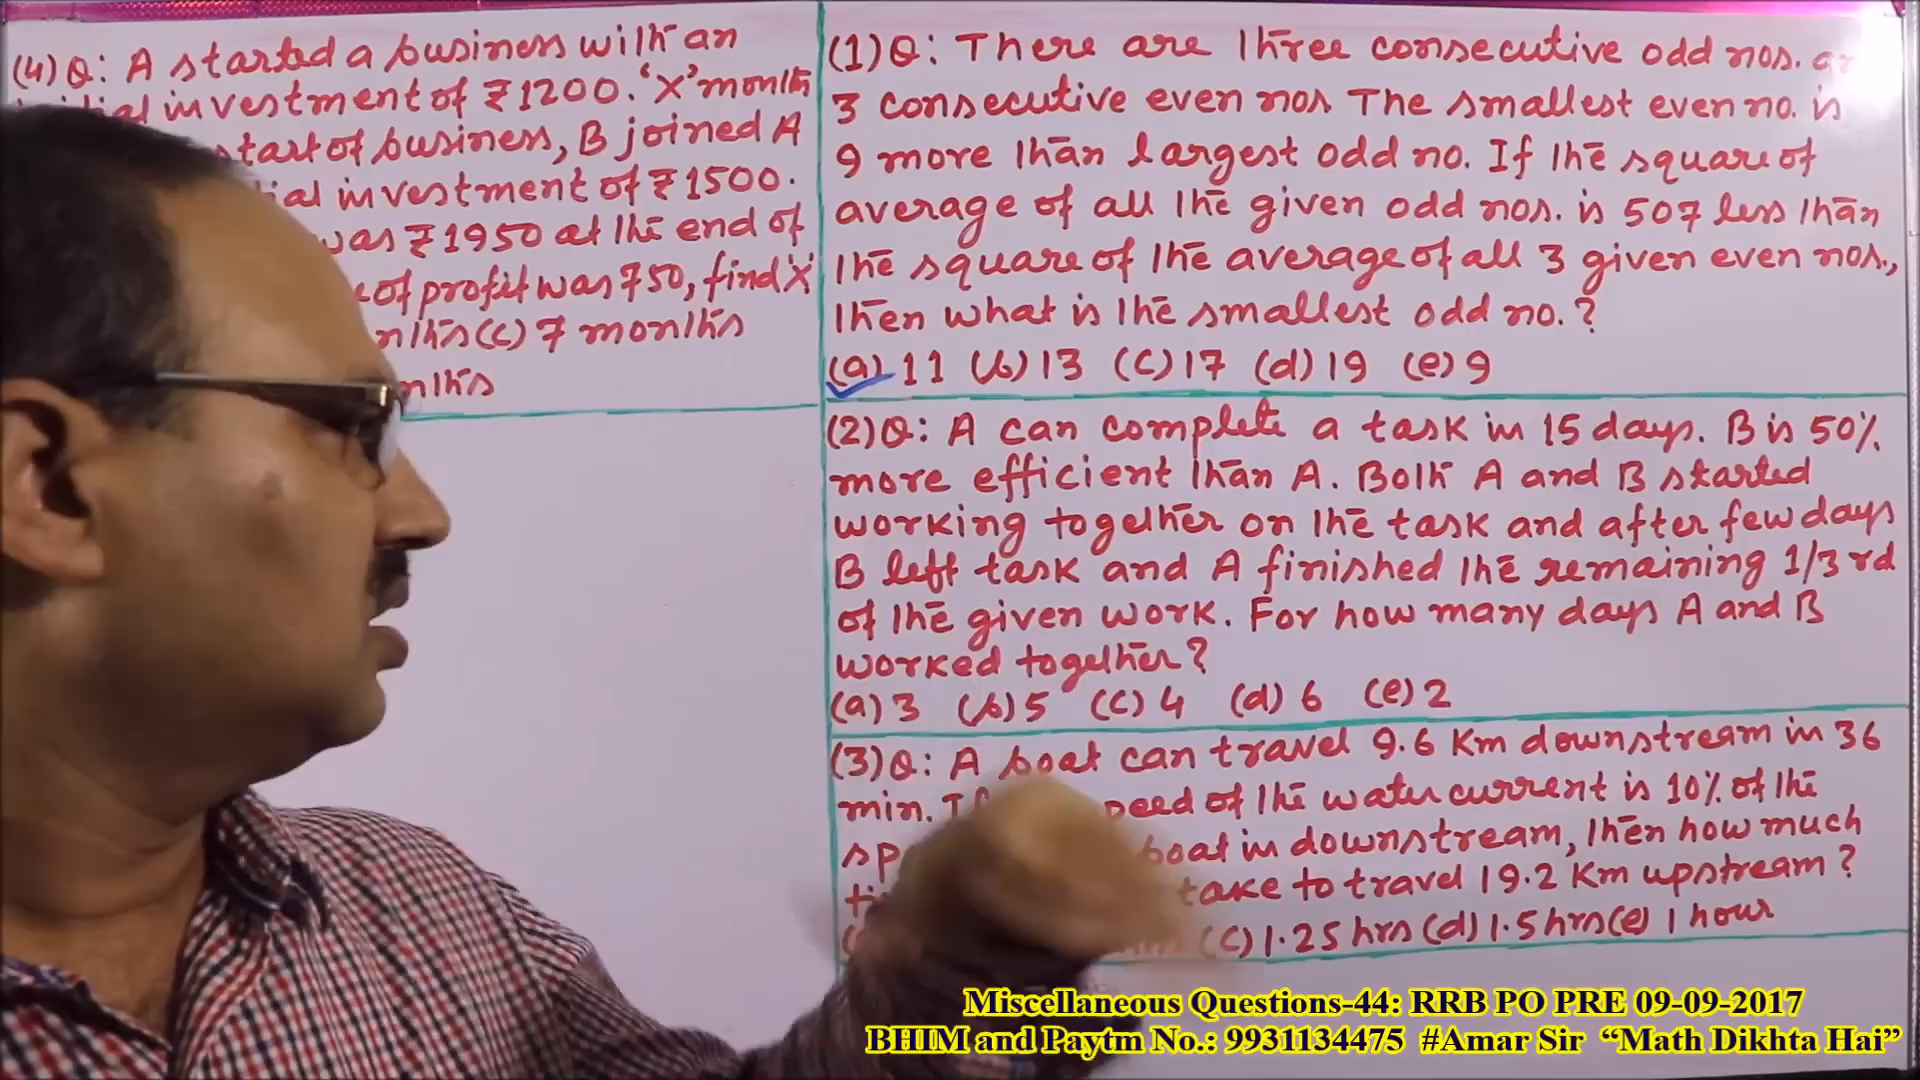 (4)Q: A started a business with an
investment of ₹1200. 'X' month
start of business, B joined A
investment of ₹1500.
was ₹1950 at the end of
of profit was ₹50, find 'X'
(c) 7 months
(1)Q: There are three consecutive odd nos.
3 consecutive even nos. The smallest even no. is
9 more than largest odd no. If the square of
average of all the given odd nos. is 507 less than
the square of the average of all 3 given even nos.,
then what is the smallest odd no.?
(a) 11 (b) 13 (c) 17 (d) 19 (e) 9
(2)Q: A can complete a task in 15 days. B is 50%
more efficient than A. Both A and B started
working together on the task and after few days
B left task and A finished the remaining 1/3 rd
of the given work. For how many days A and B
worked together?
(a) 3 (b) 5 (c) 4 (d) 6 (e) 2
(3)Q: A boat can travel 9.6 Km downstream in 36
min. of the water current is 10% of the
boat in downstream, then how much
take to travel 19.2 Km upstream?
(c) 1.25 hrs (d) 1.5 hrs (e) 1 hour
Miscellaneous Questions-44: RRB PO PRE 09-09-2017
BHIM and Paytm No.: 9931134475 #Amar Sir “Math Dikhta Hai”